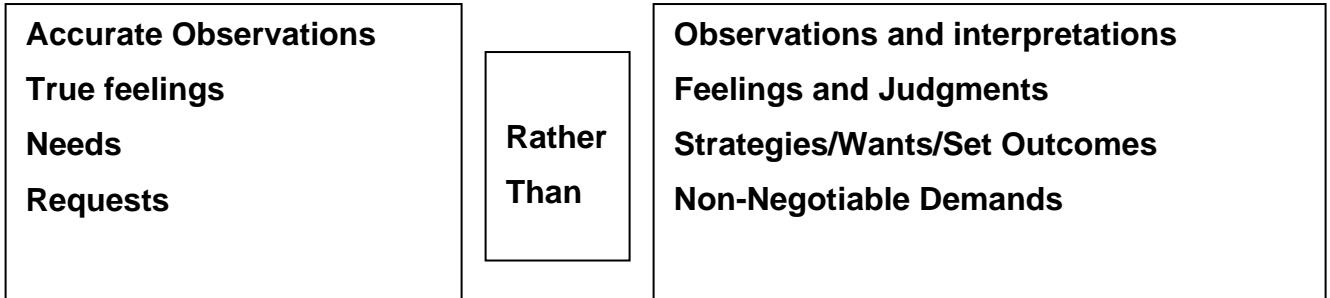 Accurate Observations
True feelings
Needs
Requests
Rather
Than
Observations and interpretations
Feelings and Judgments
Strategies/Wants/Set Outcomes
Non-Negotiable Demands